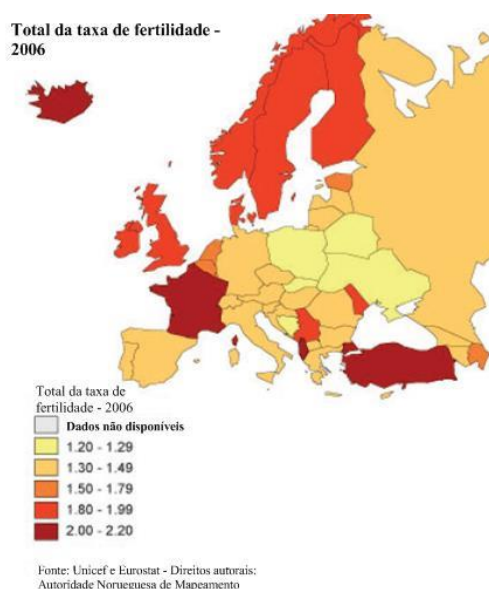 Total da taxa de fertilidade -
2006
Total da taxa de
fertilidade - 2006
Dados não disponíveis
1.20 - 1.29
1.30 - 1.49
1.50 - 1.79
1.80 - 1.99
2.00 - 2.20
Fonte: Unicef e Eurostat - Direitos autorais:
Autoridade Norueguesa de Mapeamento